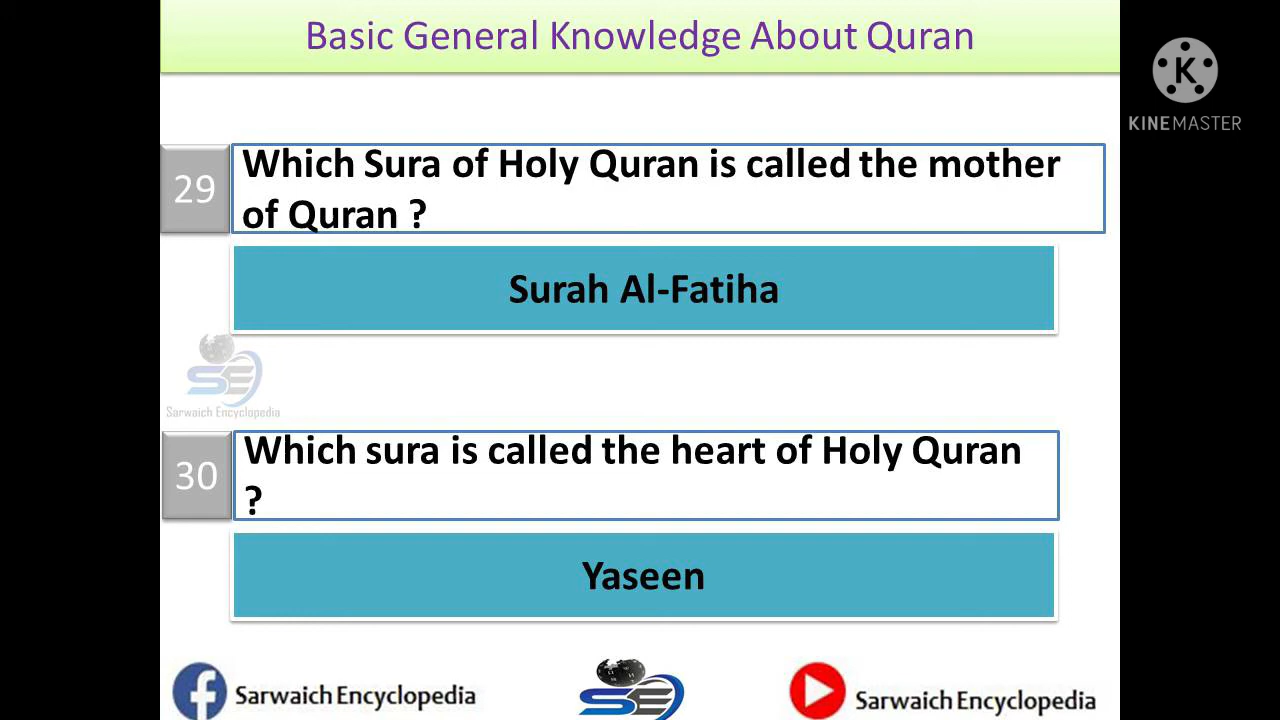 Basic General Knowledge About Quran
K
KINEMASTER
29
Which Sura of Holy Quran is called the mother
of Quran ?
Surah Al-Fatiha
SE
Sarwaich Encyclopedia
30
Which sura is called the heart of Holy Quran
?
Yaseen
f
Sarwaich Encyclopedia
SE
Sarwaich Encyclopedia